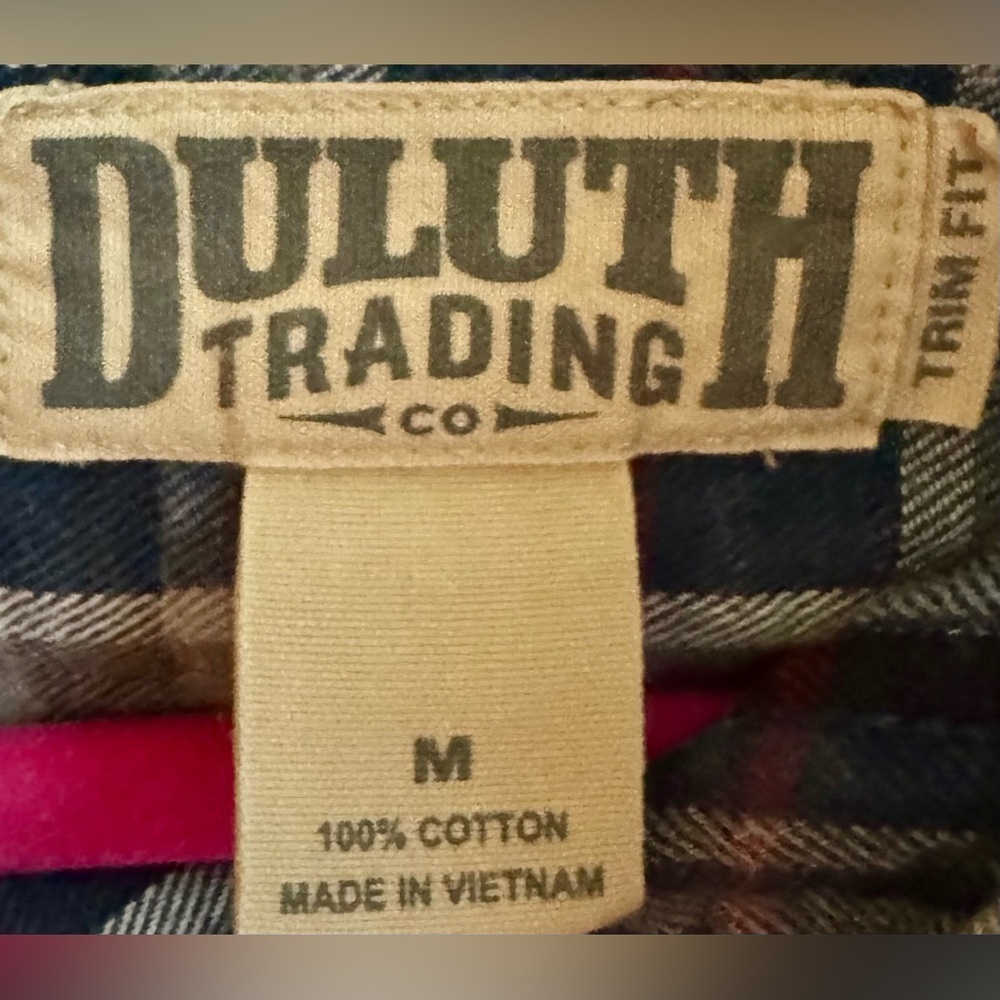 DULUTH
TRADING
CO
TRIM FIT
M
100% COTTON
MADE IN VIETNAM